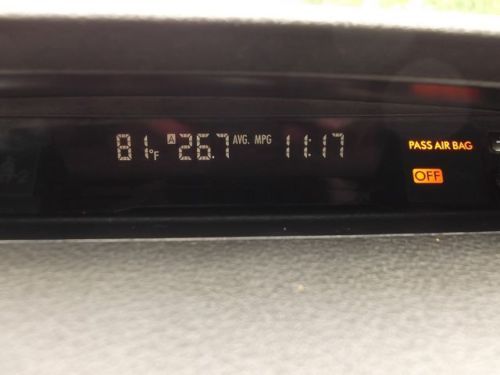 81°F A 26.7 AVG. MPG 11:17
PASS AIR BAG
OFF